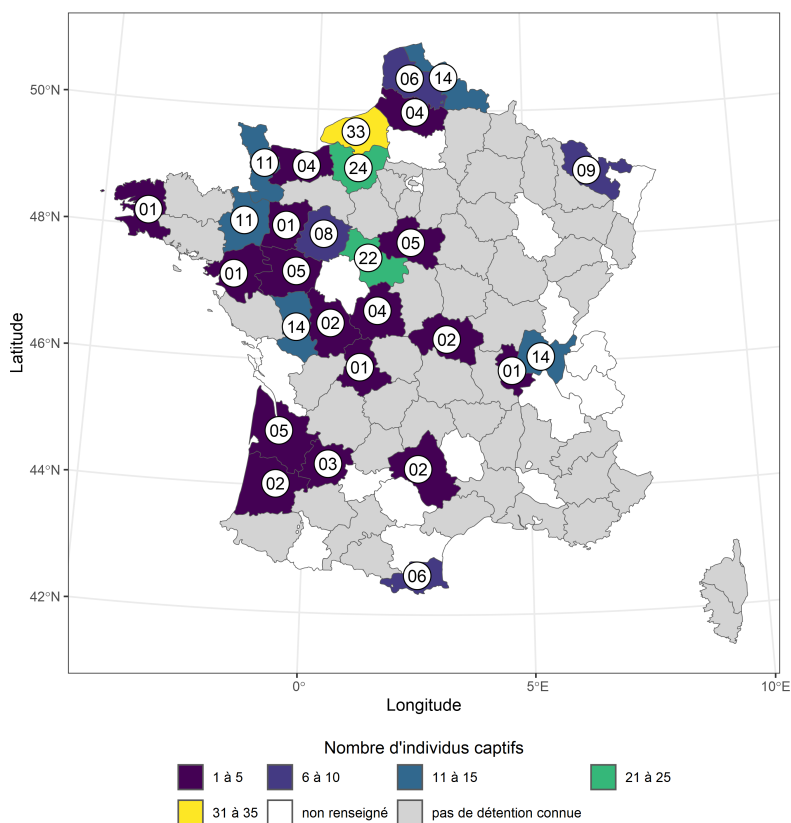 50°N
48°N
46°N
44°N
42°N
Latitude
06
14
04
33
11
04
24
09
01
11
01
08
05
22
01
05
14
02
04
02
01
14
01
05
03
02
02
06
0°
5°E
10°E
Longitude
Nombre d'individus captifs
1 à 5
6 à 10
11 à 15
21 à 25
31 à 35
non renseigné
pas de détention connue